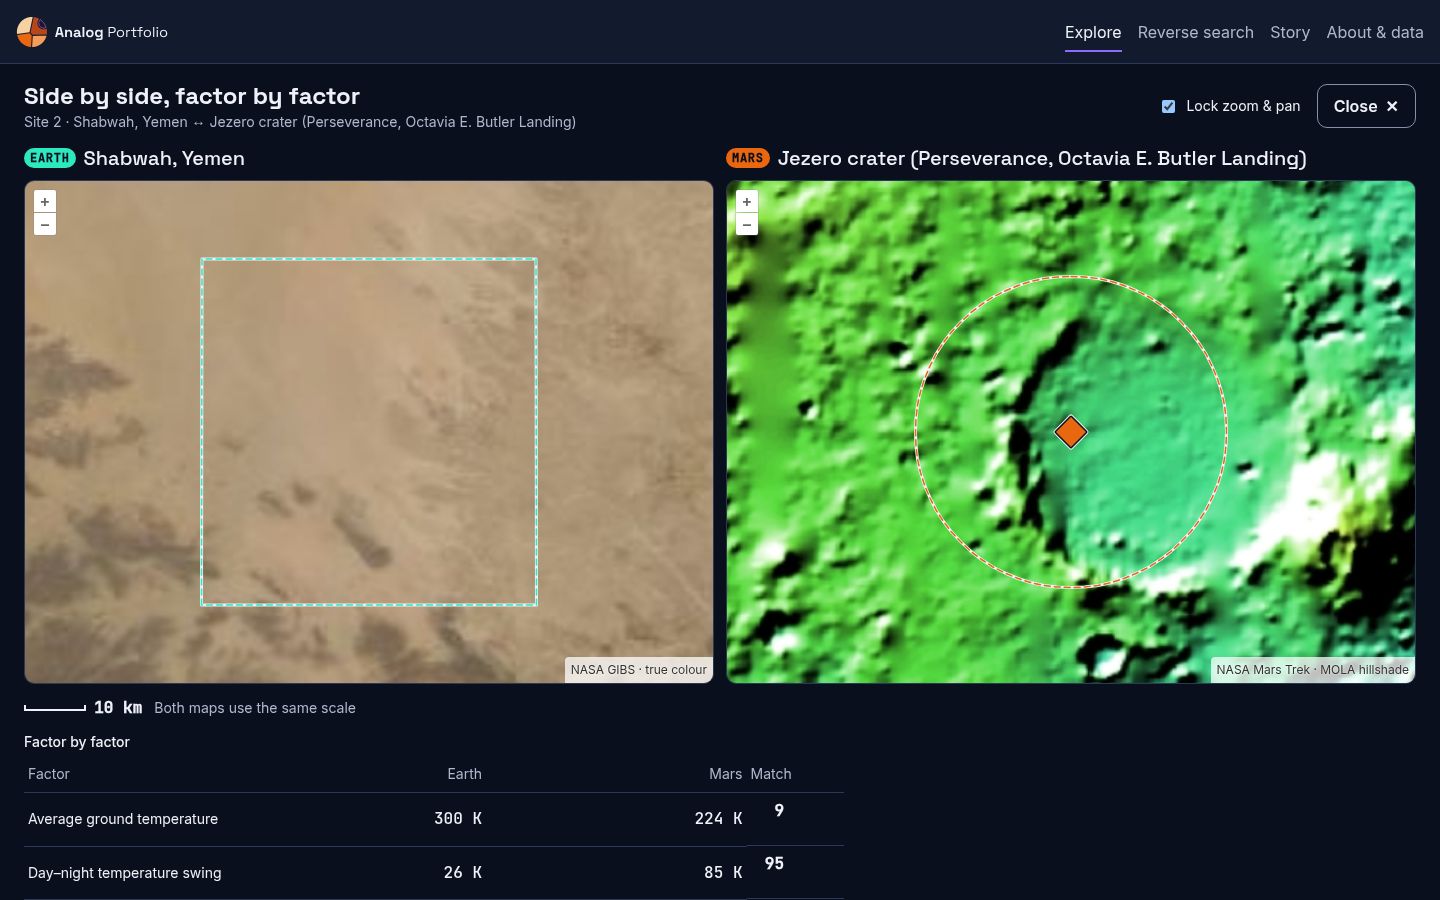 Analog Portfolio
Explore Reverse search Story About & data
Side by side, factor by factor
Site 2 · Shabwah, Yemen ↔ Jezero crater (Perseverance, Octavia E. Butler Landing)
Lock zoom & pan
Close ✕
EARTH Shabwah, Yemen
MARS Jezero crater (Perseverance, Octavia E. Butler Landing)
+
−
+
−
NASA GIBS · true colour
NASA Mars Trek · MOLA hillshade
10 km Both maps use the same scale
Factor by factor
Factor Earth Mars Match
Average ground temperature 300 K 224 K 9
Day–night temperature swing 26 K 85 K 95